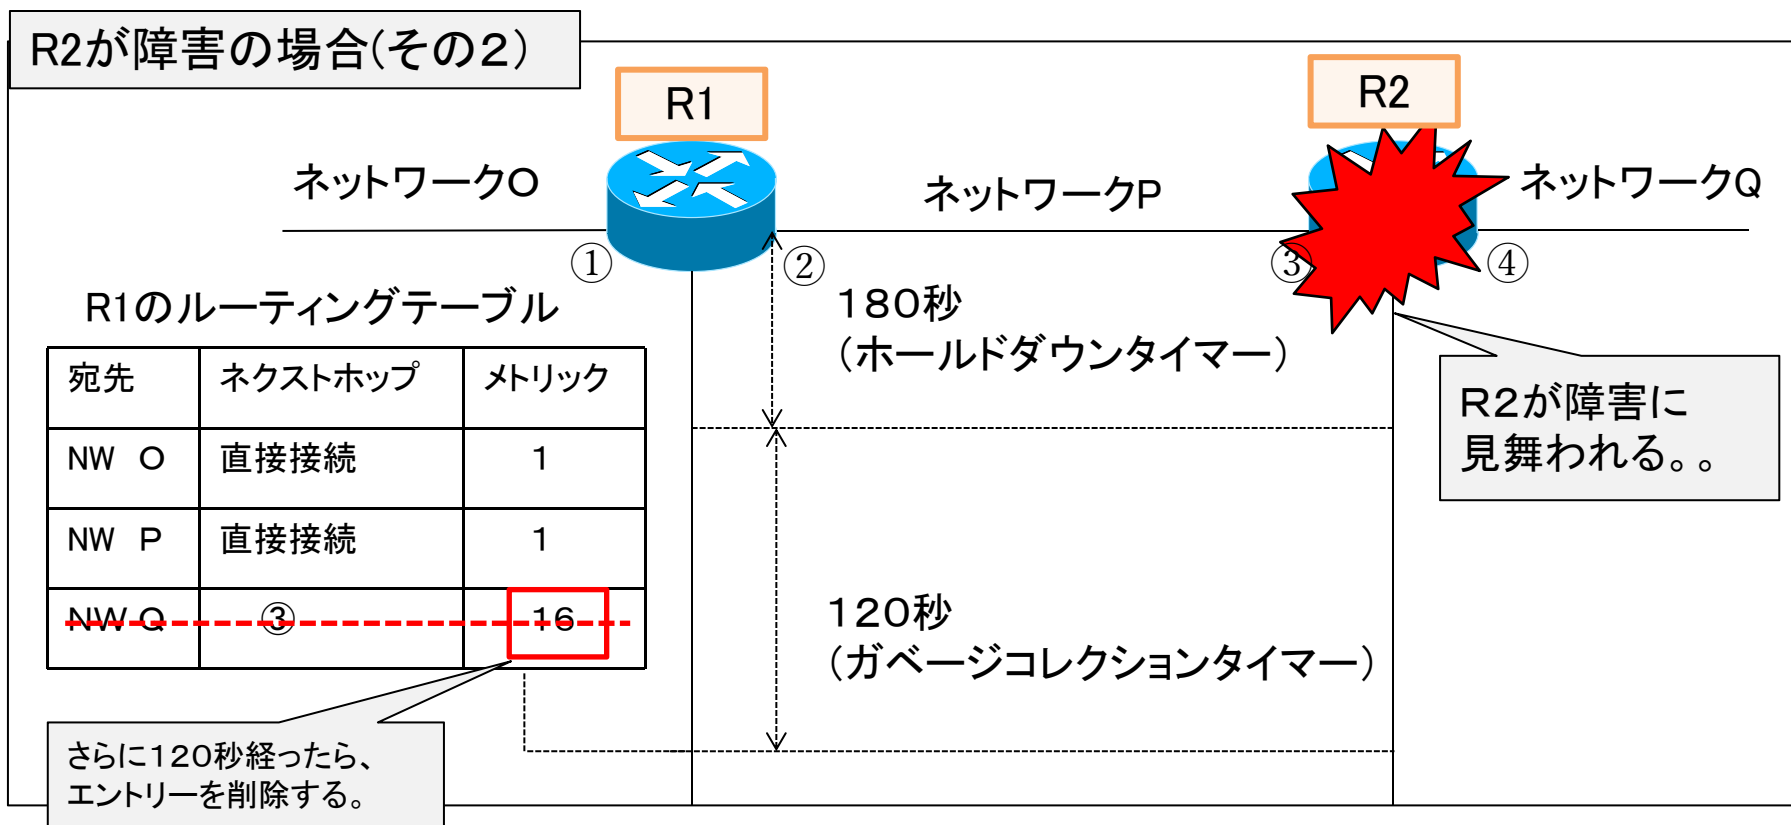 R2が障害の場合(その２)
R1
R2
ネットワークO
ネットワークP
ネットワークQ
①
②
③
④
R1のルーティングテーブル
宛先 ネクストホップ メトリック
NW O 直接接続 1
NW P 直接接続 1
NW Q ③ 16
１８０秒
（ホールドダウンタイマー）
R２が障害に
見舞われる。。
１２０秒
（ガベージコレクションタイマー）
さらに１２０秒経ったら、
エントリーを削除する。